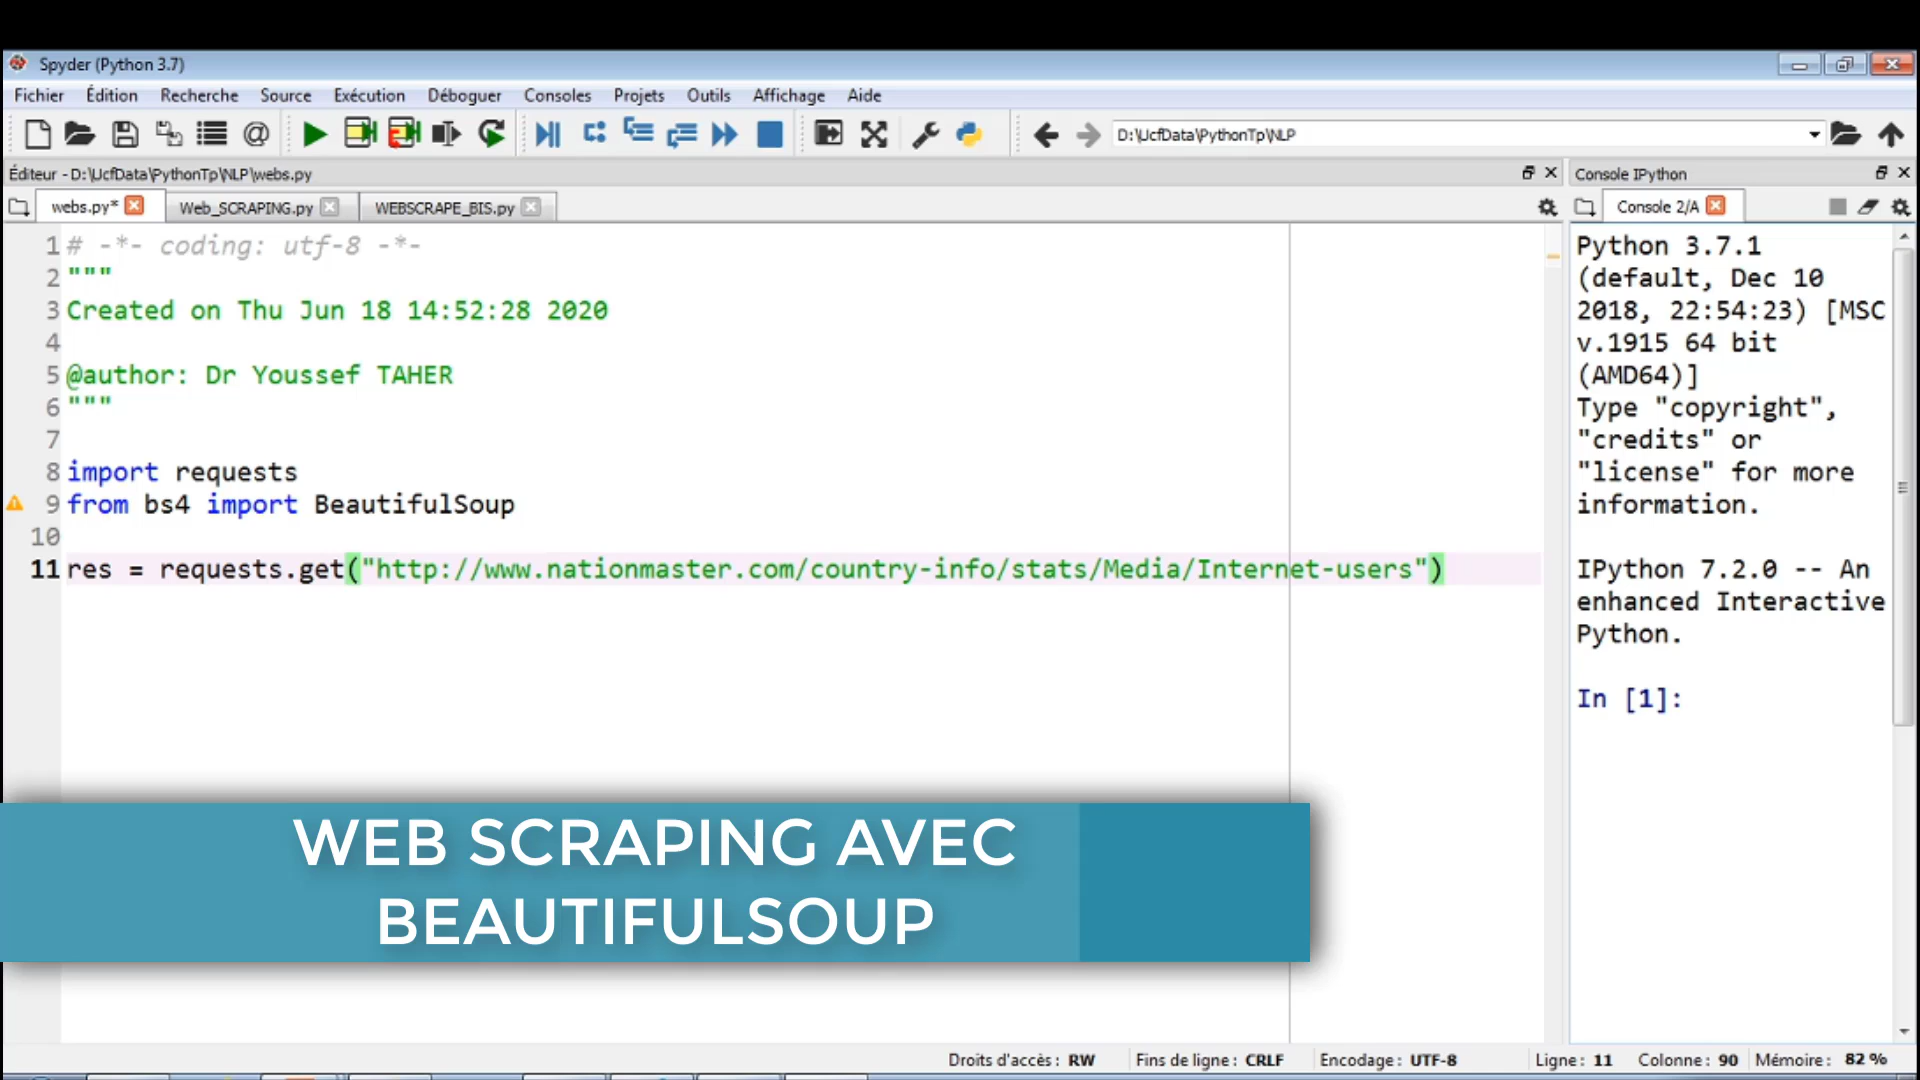 Spyder (Python 3.7)
Fichier Édition Recherche Source Exécution Déboguer Consoles Projets Outils Affichage Aide
D:\UcfData\PythonTp\NLP
Éditeur - D:\UcfData\PythonTp\NLP\webs.py
Console IPython
webs.py* Web_SCRAPING.py WEBSCRAPE_BIS.py
Console 2/A
1 # -*- coding: utf-8 -*-
2 """
3 Created on Thu Jun 18 14:52:28 2020
4
5 @author: Dr Youssef TAHER
6 """
7
8 import requests
9 from bs4 import BeautifulSoup
10
11 res = requests.get("http://www.nationmaster.com/country-info/stats/Media/Internet-users")
Python 3.7.1
(default, Dec 10
2018, 22:54:23) [MSC
v.1915 64 bit
(AMD64)]
Type "copyright",
"credits" or
"license" for more
information.
IPython 7.2.0 -- An
enhanced Interactive
Python.
In [1]:
WEB SCRAPING AVEC
BEAUTIFULSOUP
Droits d'accès : RW Fins de ligne : CRLF Encodage : UTF-8 Ligne : 11 Colonne : 90 Mémoire : 82 %